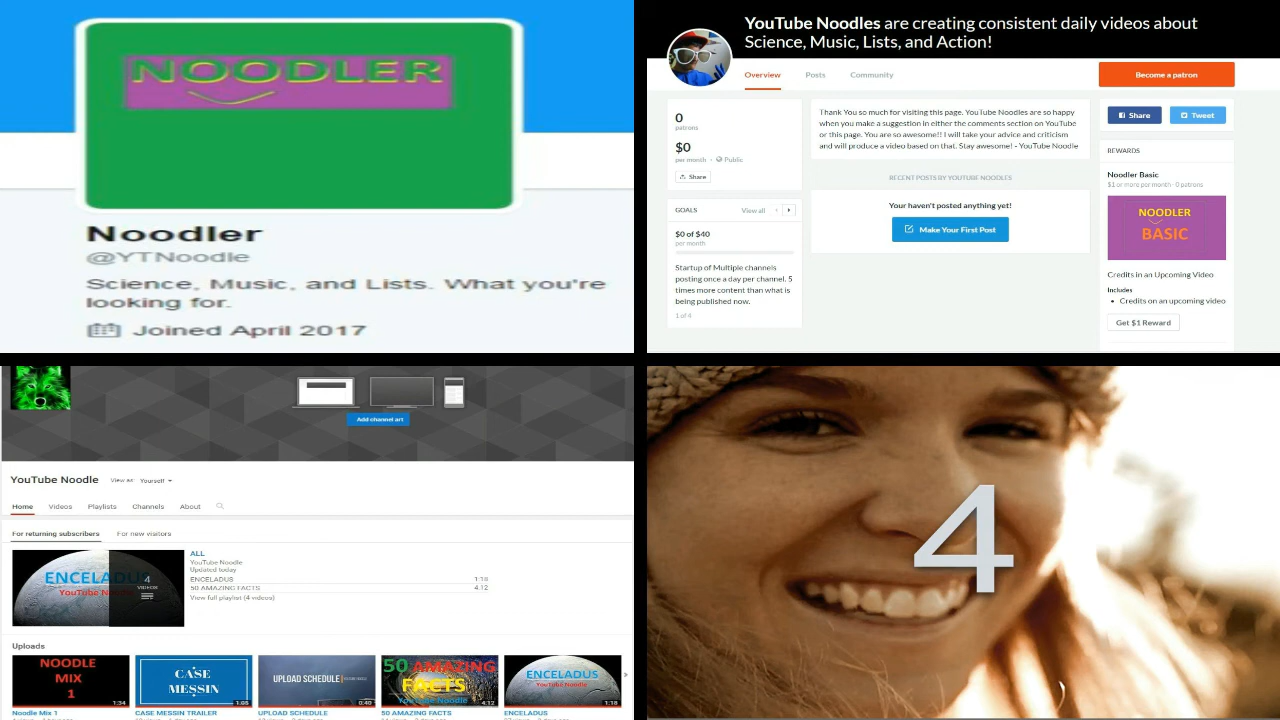 NOODLER
Noodler
@YTNoodle
Science, Music, and Lists. What you're
looking for.
Joined April 2017
YouTube Noodles are creating consistent daily videos about
Science, Music, Lists, and Action!
Overview
Posts
Community
Become a patron
0
patrons
$0
per month · Public
Share
GOALS
View all
$0 of $40
per month
Startup of Multiple channels
posting once a day per channel. 5
times more content than what is
being published now.
1 of 4
Thank You so much for visiting this page. YouTube Noodles are so happy
when you make a suggestion in either the comments section on YouTube
or this page. You are so awesome!! I will take your advice and criticism
and will produce a video based on that. Stay awesome! - YouTube Noodle
RECENT POSTS BY YOUTUBE NOODLES
Your haven't posted anything yet!
Make Your First Post
Share
Tweet
REWARDS
Noodler Basic
$1 or more per month · 0 patrons
NOODLER
BASIC
Credits in an Upcoming Video
Includes
• Credits on an upcoming video
Get $1 Reward
Add channel art
YouTube Noodle
View as: Yourself
Home
Videos
Playlists
Channels
About
For returning subscribers
For new visitors
ENCELADUS
YouTube Noodle
4
VIDEOS
ALL
YouTube Noodle
Updated today
ENCELADUS 1:18
50 AMAZING FACTS 4:12
View full playlist (4 videos)
Uploads
NOODLE
MIX
1
1:34
CASE
MESSIN
1:05
UPLOAD SCHEDULE
0:40
50 AMAZING
FACTS
YouTube Noodle
4:12
ENCELADUS
YouTube Noodle
1:18
Noodle Mix 1
CASE MESSIN TRAILER
UPLOAD SCHEDULE
50 AMAZING FACTS
ENCELADUS
4